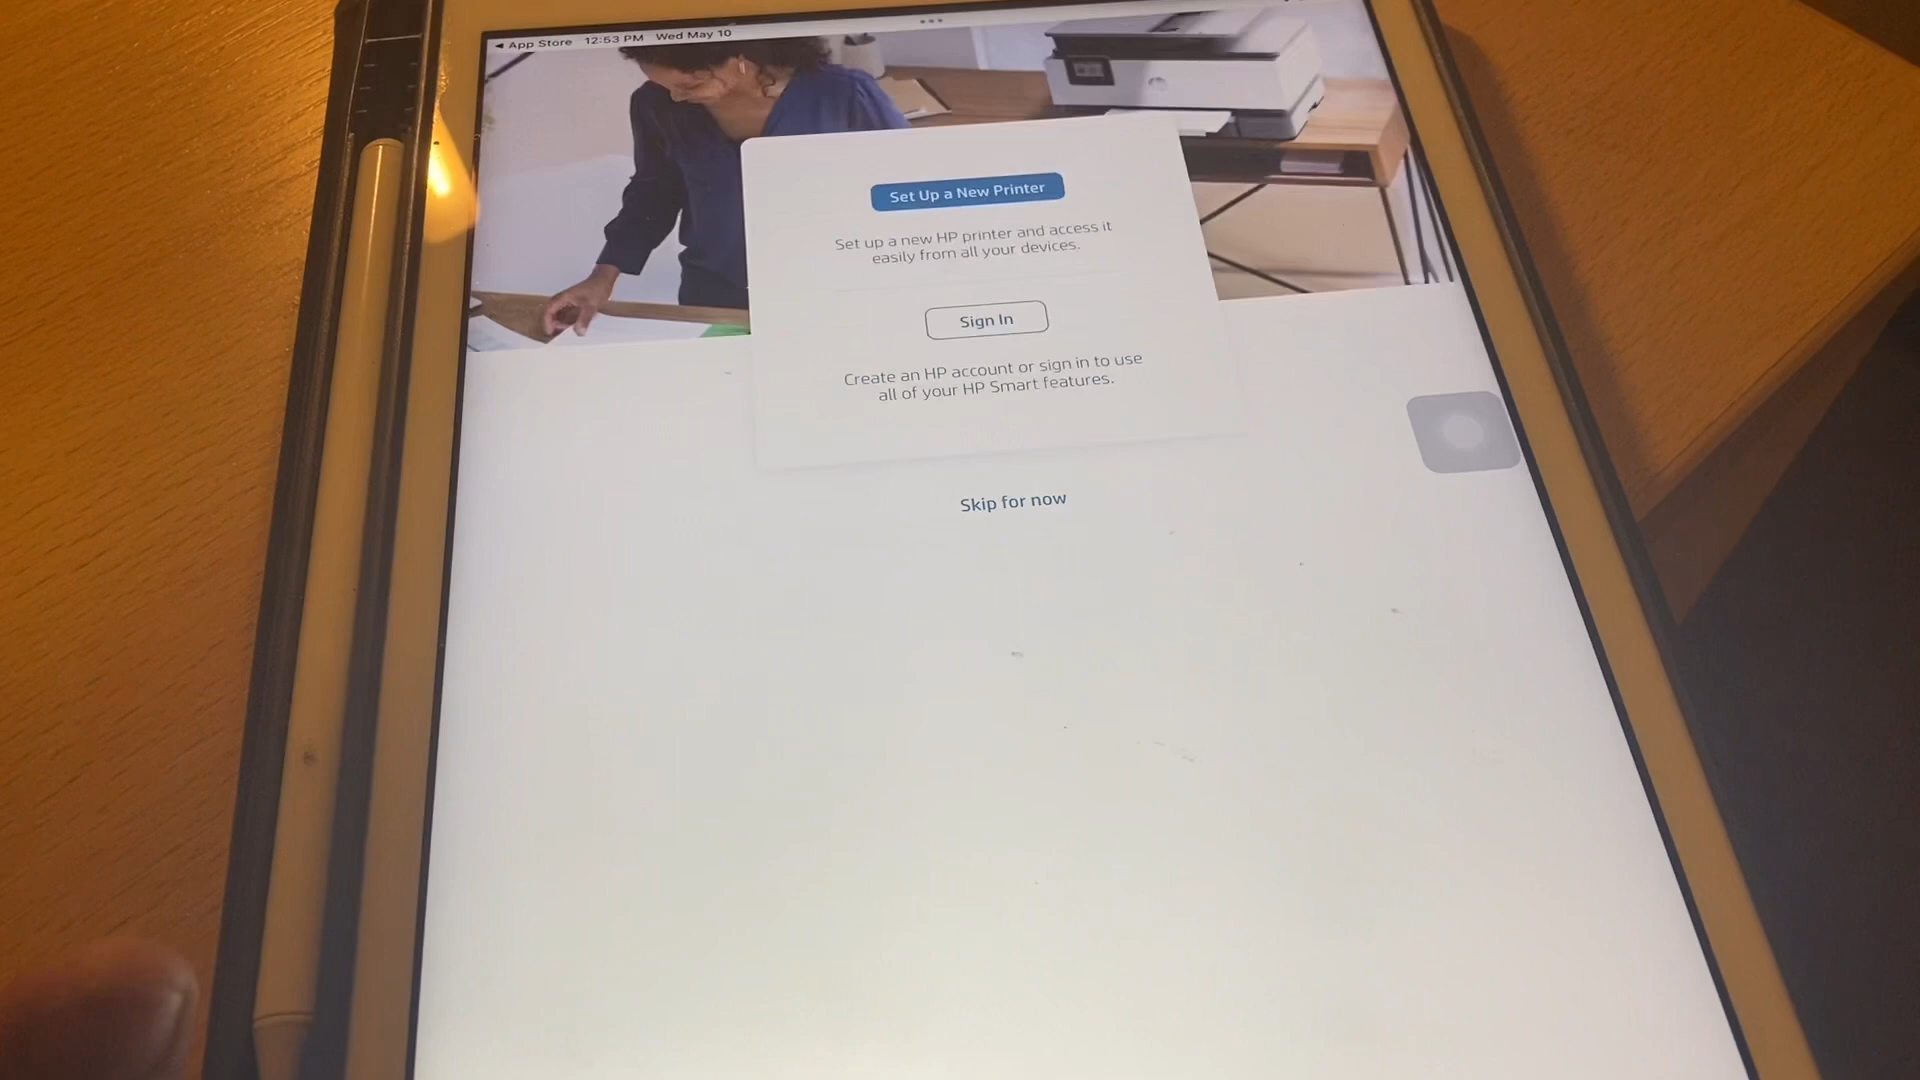 ◄ App Store 12:53 PM Wed May 10
Set Up a New Printer
Set up a new HP printer and access it
easily from all your devices.
Sign In
Create an HP account or sign in to use
all of your HP Smart features.
Skip for now